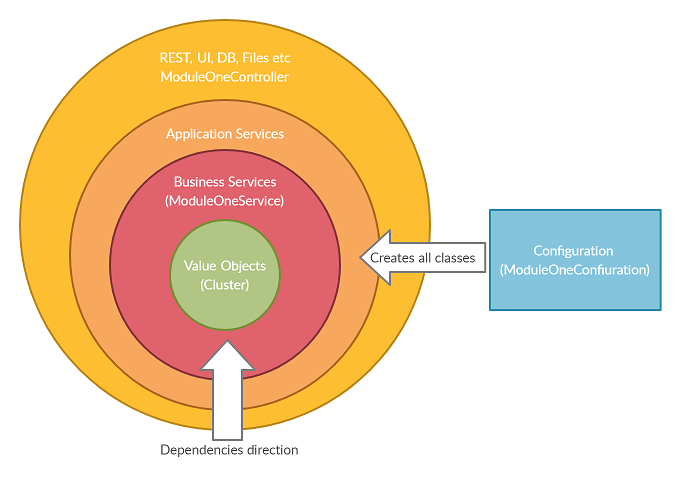 REST, UI, DB, Files etc
ModuleOneController
Application Services
Business Services
(ModuleOneService)
Value Objects
(Cluster)
Creates all classes
Configuration
(ModuleOneConfiuration)
Dependencies direction